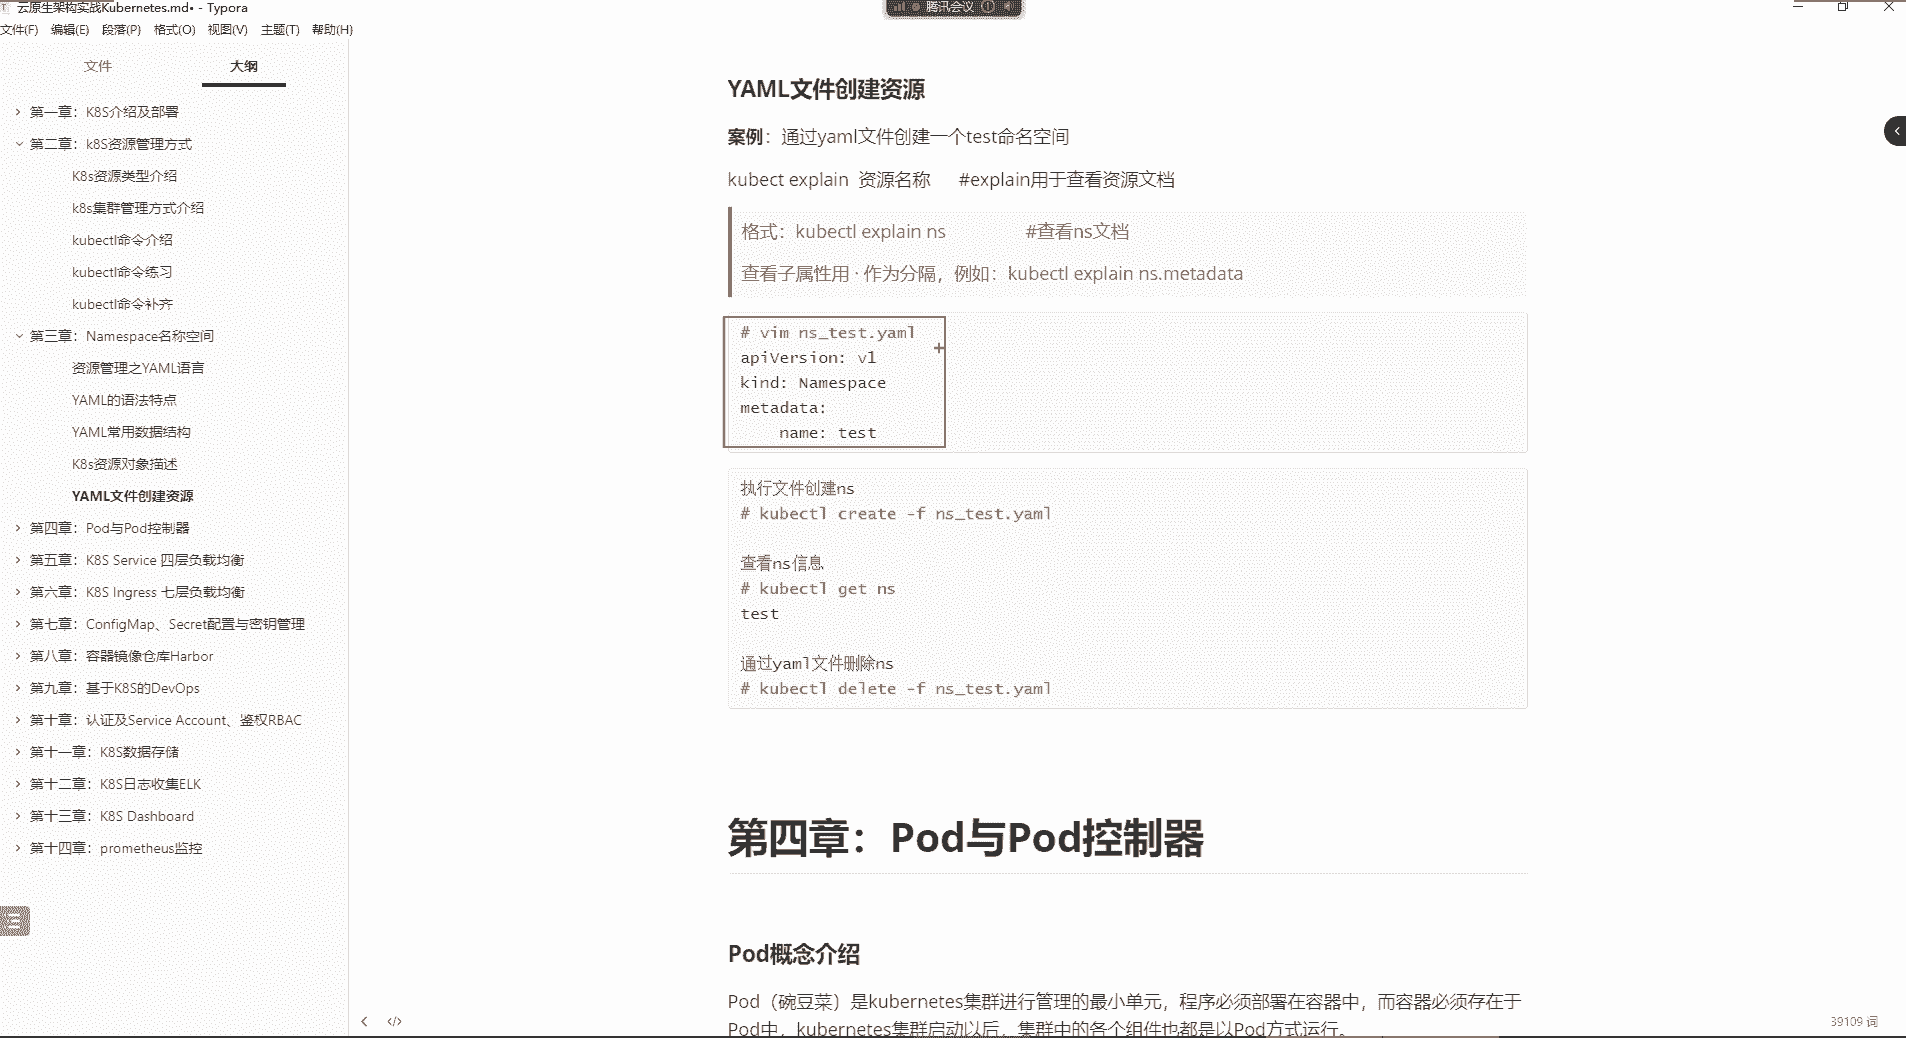 云原生架构实战Kubernetes.md• - Typora
腾讯会议
文件(F) 编辑(E) 段落(P) 格式(O) 视图(V) 主题(T) 帮助(H)
文件 大纲
第一章：K8S介绍及部署
第二章：k8S资源管理方式
K8s资源类型介绍
k8s集群管理方式介绍
kubectl命令介绍
kubectl命令练习
kubectl命令补齐
第三章：Namespace名称空间
资源管理之YAML语言
YAML的语法特点
YAML常用数据结构
K8s资源对象描述
YAML文件创建资源
第四章：Pod与Pod控制器
第五章：K8S Service 四层负载均衡
第六章：K8S Ingress 七层负载均衡
第七章：ConfigMap、Secret配置与密钥管理
第八章：容器镜像仓库Harbor
第九章：基于K8S的DevOps
第十章：认证及Service Account、鉴权RBAC
第十一章：K8S数据存储
第十二章：K8S日志收集ELK
第十三章：K8S Dashboard
第十四章：prometheus监控
YAML文件创建资源
案例：通过yaml文件创建一个test命名空间
kubect explain 资源名称 #explain用于查看资源文档
格式：kubectl explain ns #查看ns文档
查看子属性用 · 作为分隔，例如：kubectl explain ns.metadata
# vim ns_test.yaml
apiVersion: v1
kind: Namespace
metadata:
name: test
执行文件创建ns
# kubectl create -f ns_test.yaml
查看ns信息
# kubectl get ns
test
通过yaml文件删除ns
# kubectl delete -f ns_test.yaml
第四章：Pod与Pod控制器
Pod概念介绍
Pod（碗豆菜）是kubernetes集群进行管理的最小单元，程序必须部署在容器中，而容器必须存在于
Pod中，kubernetes集群启动以后，集群中的各个组件也都是以Pod方式运行。
39109 词